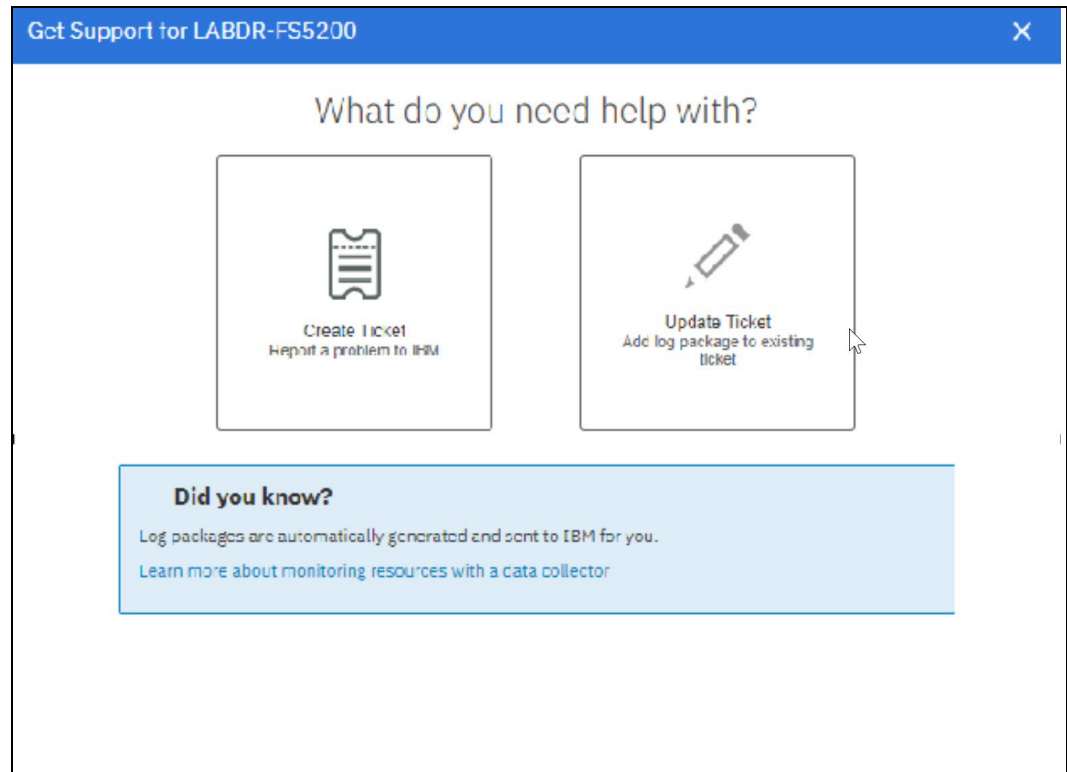 Get Support for LABDR-FS5200
What do you need help with?
Create Ticket
Report a problem to IBM
Update Ticket
Add log package to existing
ticket
Did you know?
Log packages are automatically generated and sent to IBM for you.
Learn more about monitoring resources with a data collector